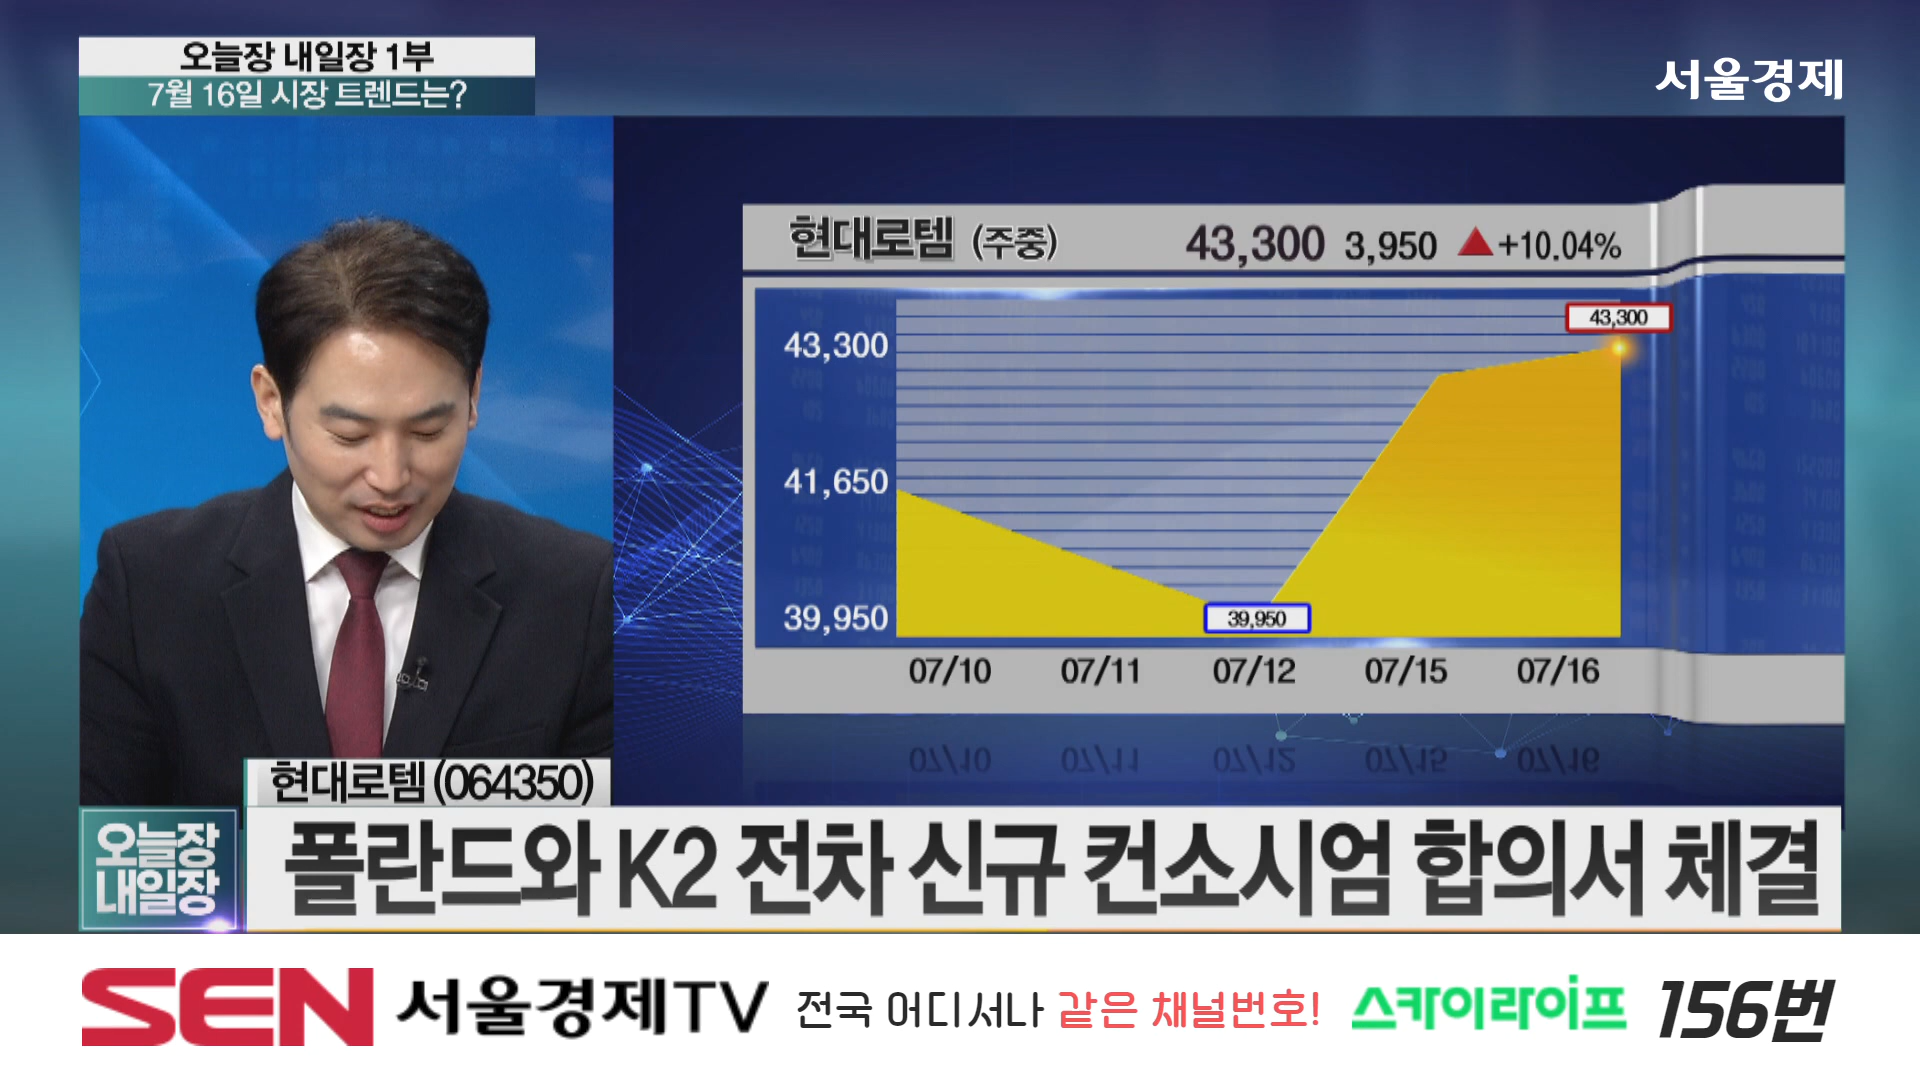 오늘장 내일장 1부
7월 16일 시장 트렌드는?
서울경제
현대로템 (주중) 43,300 3,950 ▲+10.04%
43,300
43,300
41,650
39,950
39,950
07/10 07/11 07/12 07/15 07/16
현대로템(064350)
오늘장
내일장
폴란드와 K2 전차 신규 컨소시엄 합의서 체결
SEN 서울경제TV 전국 어디서나 같은 채널번호! 스카이라이프 156번